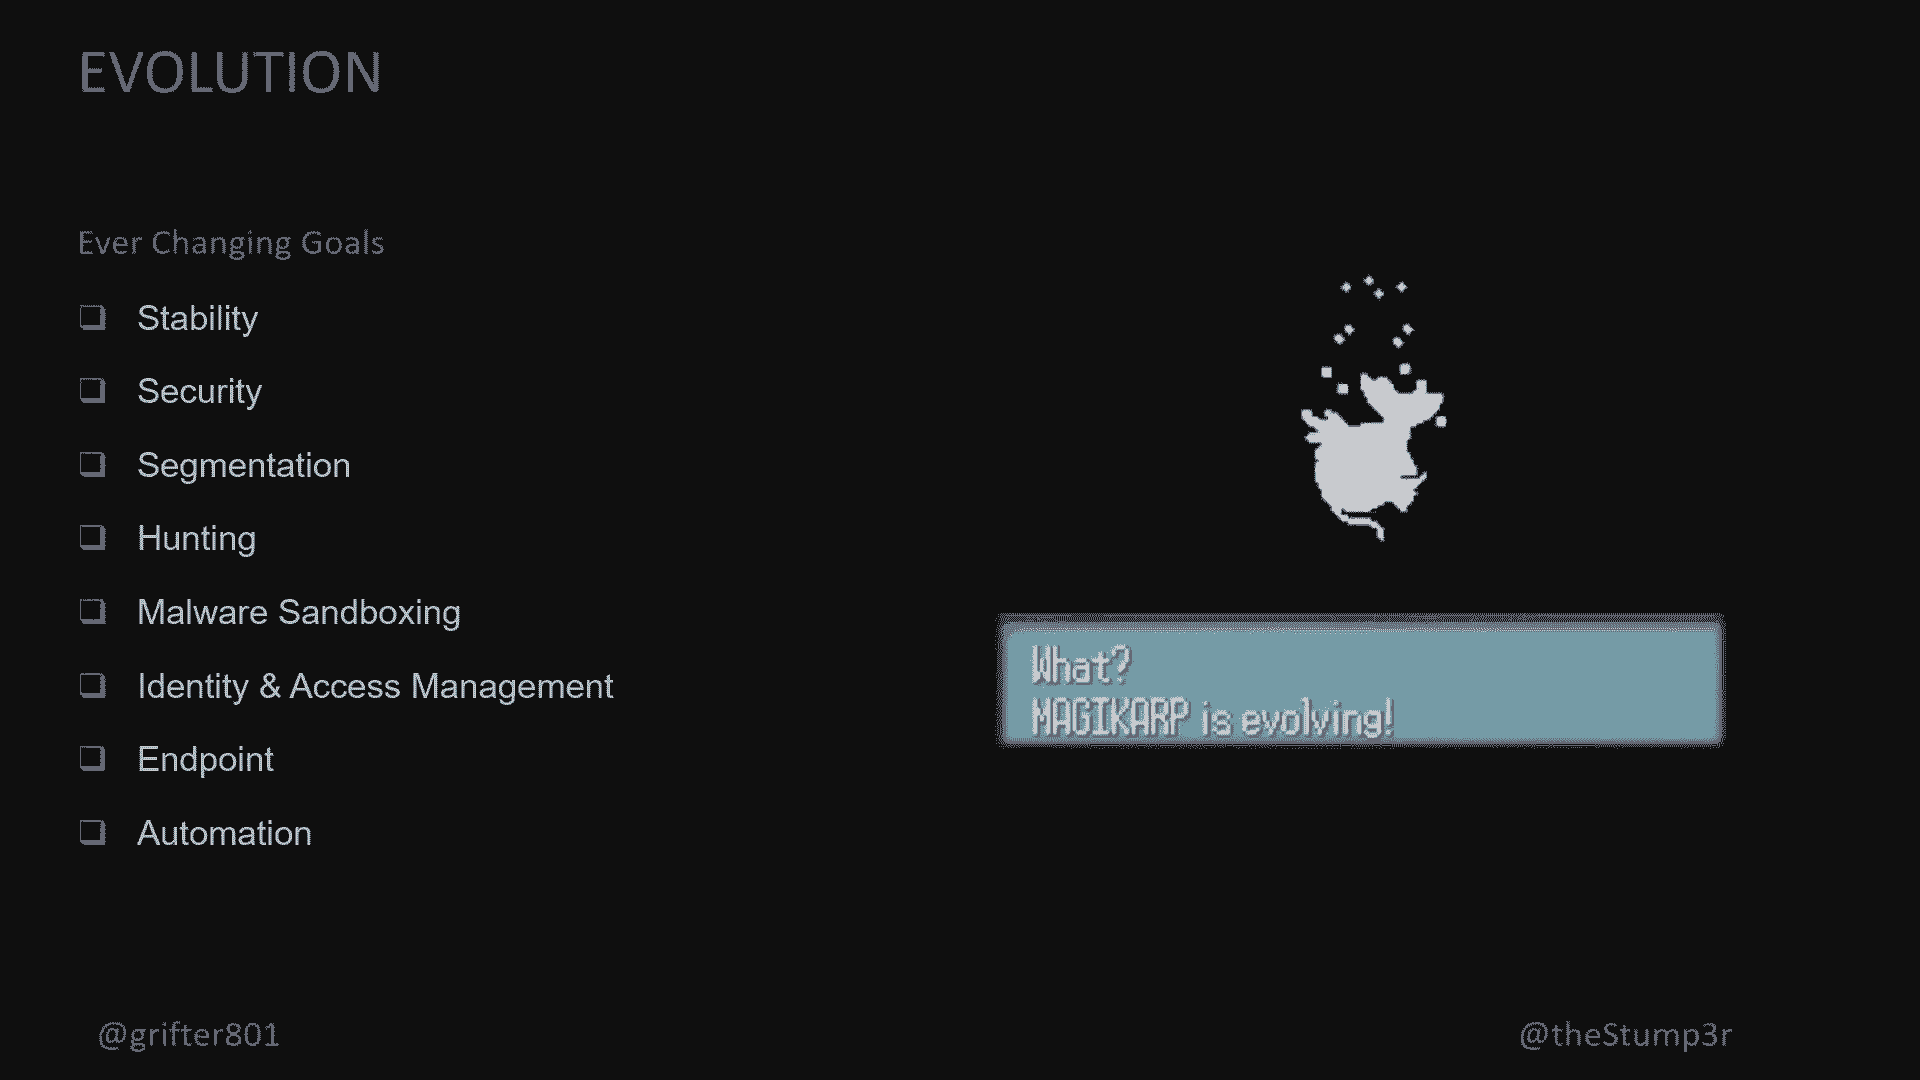 EVOLUTION
Ever Changing Goals
Stability
Security
Segmentation
Hunting
Malware Sandboxing
Identity & Access Management
Endpoint
Automation
What?
MAGIKARP is evolving!
@grifter801
@theStump3r